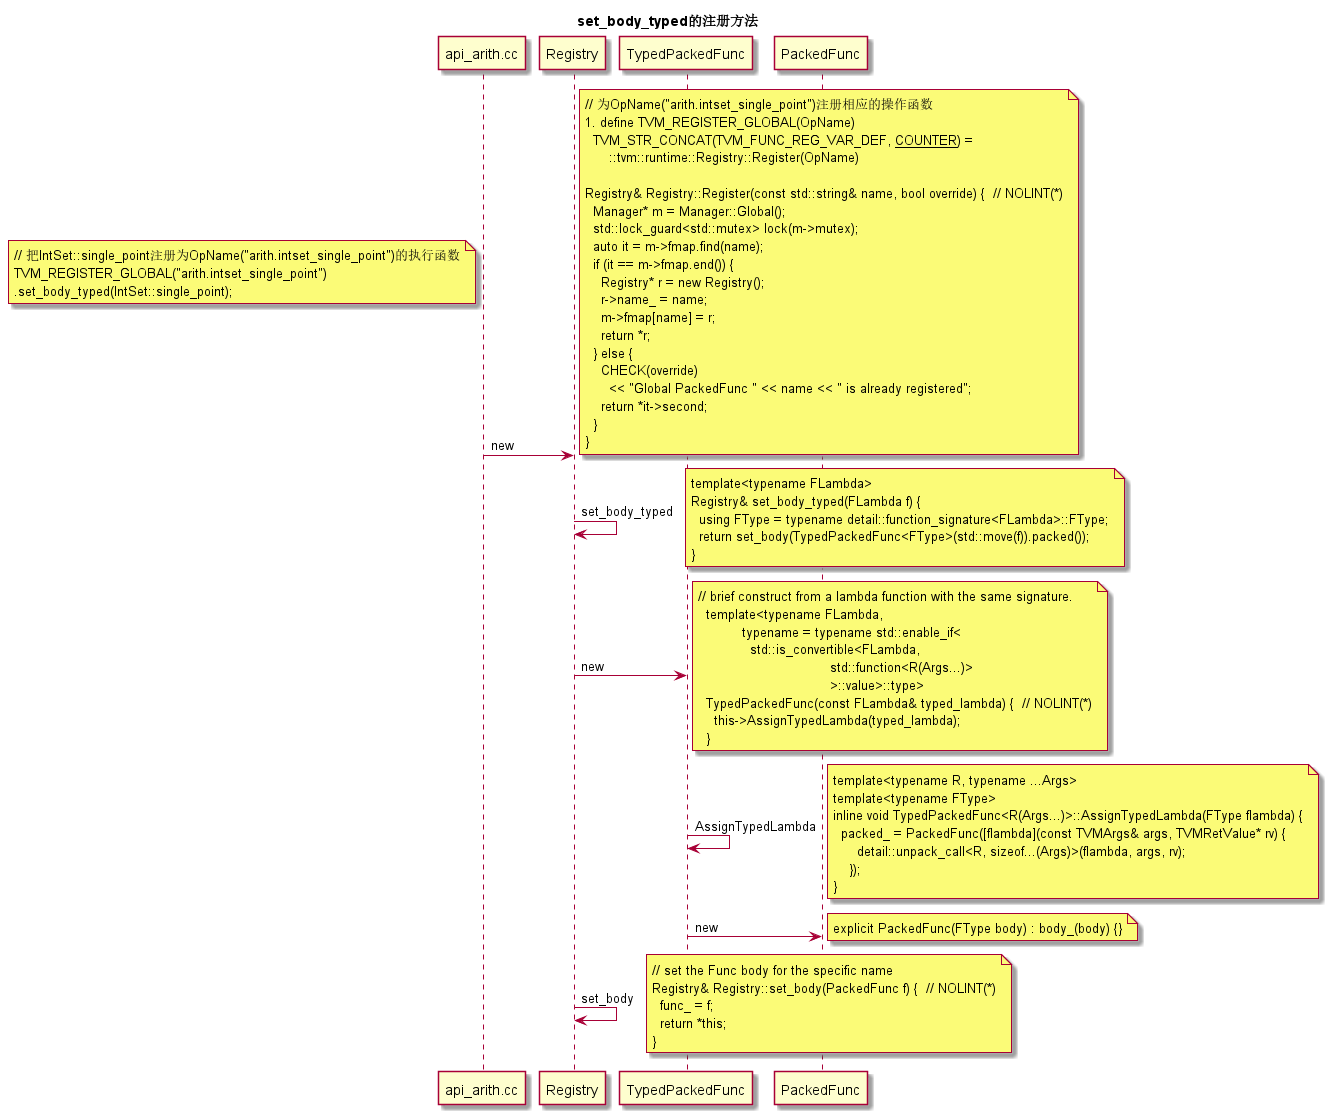 set_body_typed的注册方法
api_arith.cc
Registry
TypedPackedFunc
PackedFunc
// 为OpName("arith.intset_single_point")注册相应的操作函数
1. define TVM_REGISTER_GLOBAL(OpName)
TVM_STR_CONCAT(TVM_FUNC_REG_VAR_DEF, COUNTER) =
::tvm::runtime::Registry::Register(OpName)
Registry& Registry::Register(const std::string& name, bool override) {  // NOLINT(*)
Manager* m = Manager::Global();
std::lock_guard<std::mutex> lock(m->mutex);
auto it = m->fmap.find(name);
if (it == m->fmap.end()) {
Registry* r = new Registry();
r->name_ = name;
m->fmap[name] = r;
return *r;
} else {
CHECK(override)
<< "Global PackedFunc " << name << " is already registered";
return *it->second;
}
}
// 把IntSet::single_point注册为OpName("arith.intset_single_point")的执行函数
TVM_REGISTER_GLOBAL("arith.intset_single_point")
.set_body_typed(IntSet::single_point);
new
set_body_typed
template<typename FLambda>
Registry& set_body_typed(FLambda f) {
using FType = typename detail::function_signature<FLambda>::FType;
return set_body(TypedPackedFunc<FType>(std::move(f)).packed());
}
new
// brief construct from a lambda function with the same signature.
template<typename FLambda,
typename = typename std::enable_if<
std::is_convertible<FLambda,
std::function<R(Args...)>
>::value>::type>
TypedPackedFunc(const FLambda& typed_lambda) {  // NOLINT(*)
this->AssignTypedLambda(typed_lambda);
}
AssignTypedLambda
template<typename R, typename ...Args>
template<typename FType>
inline void TypedPackedFunc<R(Args...)>::AssignTypedLambda(FType flambda) {
packed_ = PackedFunc([flambda](const TVMArgs& args, TVMRetValue* rv) {
detail::unpack_call<R, sizeof...(Args)>(flambda, args, rv);
});
}
new
explicit PackedFunc(FType body) : body_(body) {}
set_body
// set the Func body for the specific name
Registry& Registry::set_body(PackedFunc f) {  // NOLINT(*)
func_ = f;
return *this;
}
api_arith.cc
Registry
TypedPackedFunc
PackedFunc